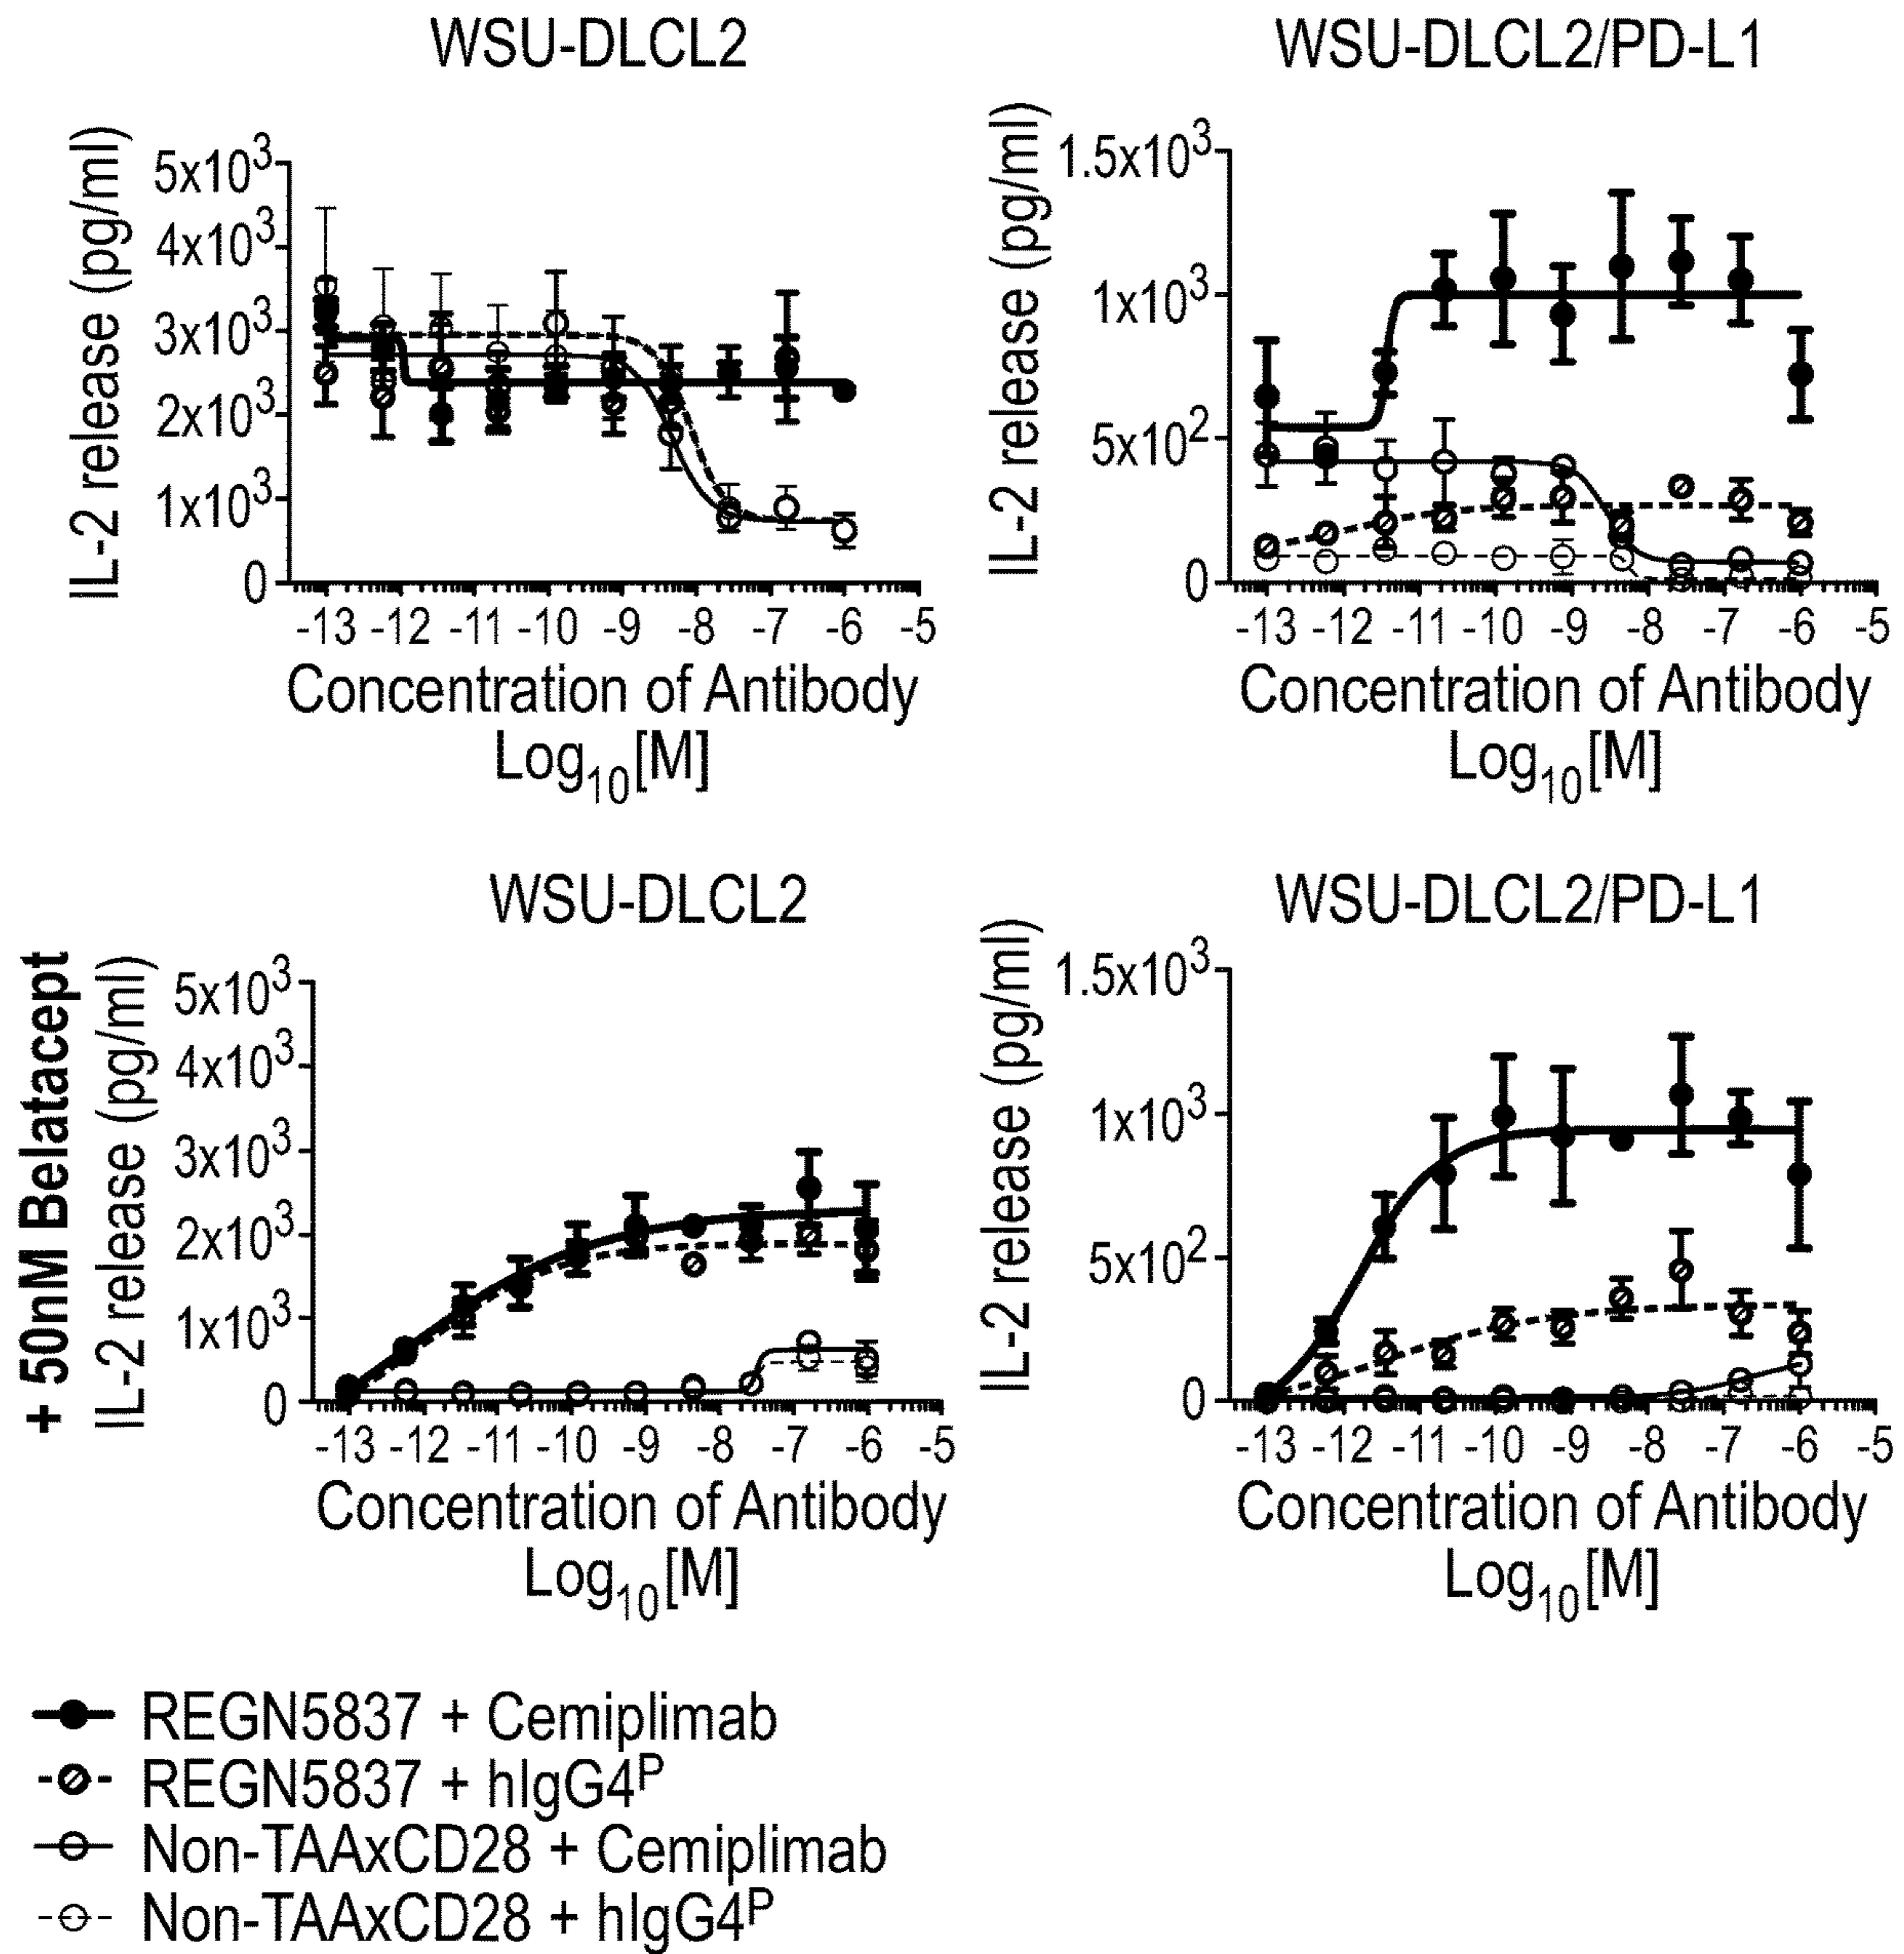 WSU-DLCL2
IL-2 release (pg/ml)
5x10³
4x10³
3x10³
2x10³
1x10³
0
-13 -12 -11 -10 -9 -8 -7 -6 -5
Concentration of Antibody
Log₁₀[M]
WSU-DLCL2/PD-L1
IL-2 release (pg/ml)
1.5x10³
1x10³
5x10²
0
-13 -12 -11 -10 -9 -8 -7 -6 -5
Concentration of Antibody
Log₁₀[M]
+ 50nM Belatacept
WSU-DLCL2
IL-2 release (pg/ml)
5x10³
4x10³
3x10³
2x10³
1x10³
0
-13 -12 -11 -10 -9 -8 -7 -6 -5
Concentration of Antibody
Log₁₀[M]
WSU-DLCL2/PD-L1
IL-2 release (pg/ml)
1.5x10³
1x10³
5x10²
0
-13 -12 -11 -10 -9 -8 -7 -6 -5
Concentration of Antibody
Log₁₀[M]
REGN5837 + Cemiplimab
REGN5837 + hIgG4ᴾ
Non-TAAxCD28 + Cemiplimab
Non-TAAxCD28 + hIgG4ᴾ